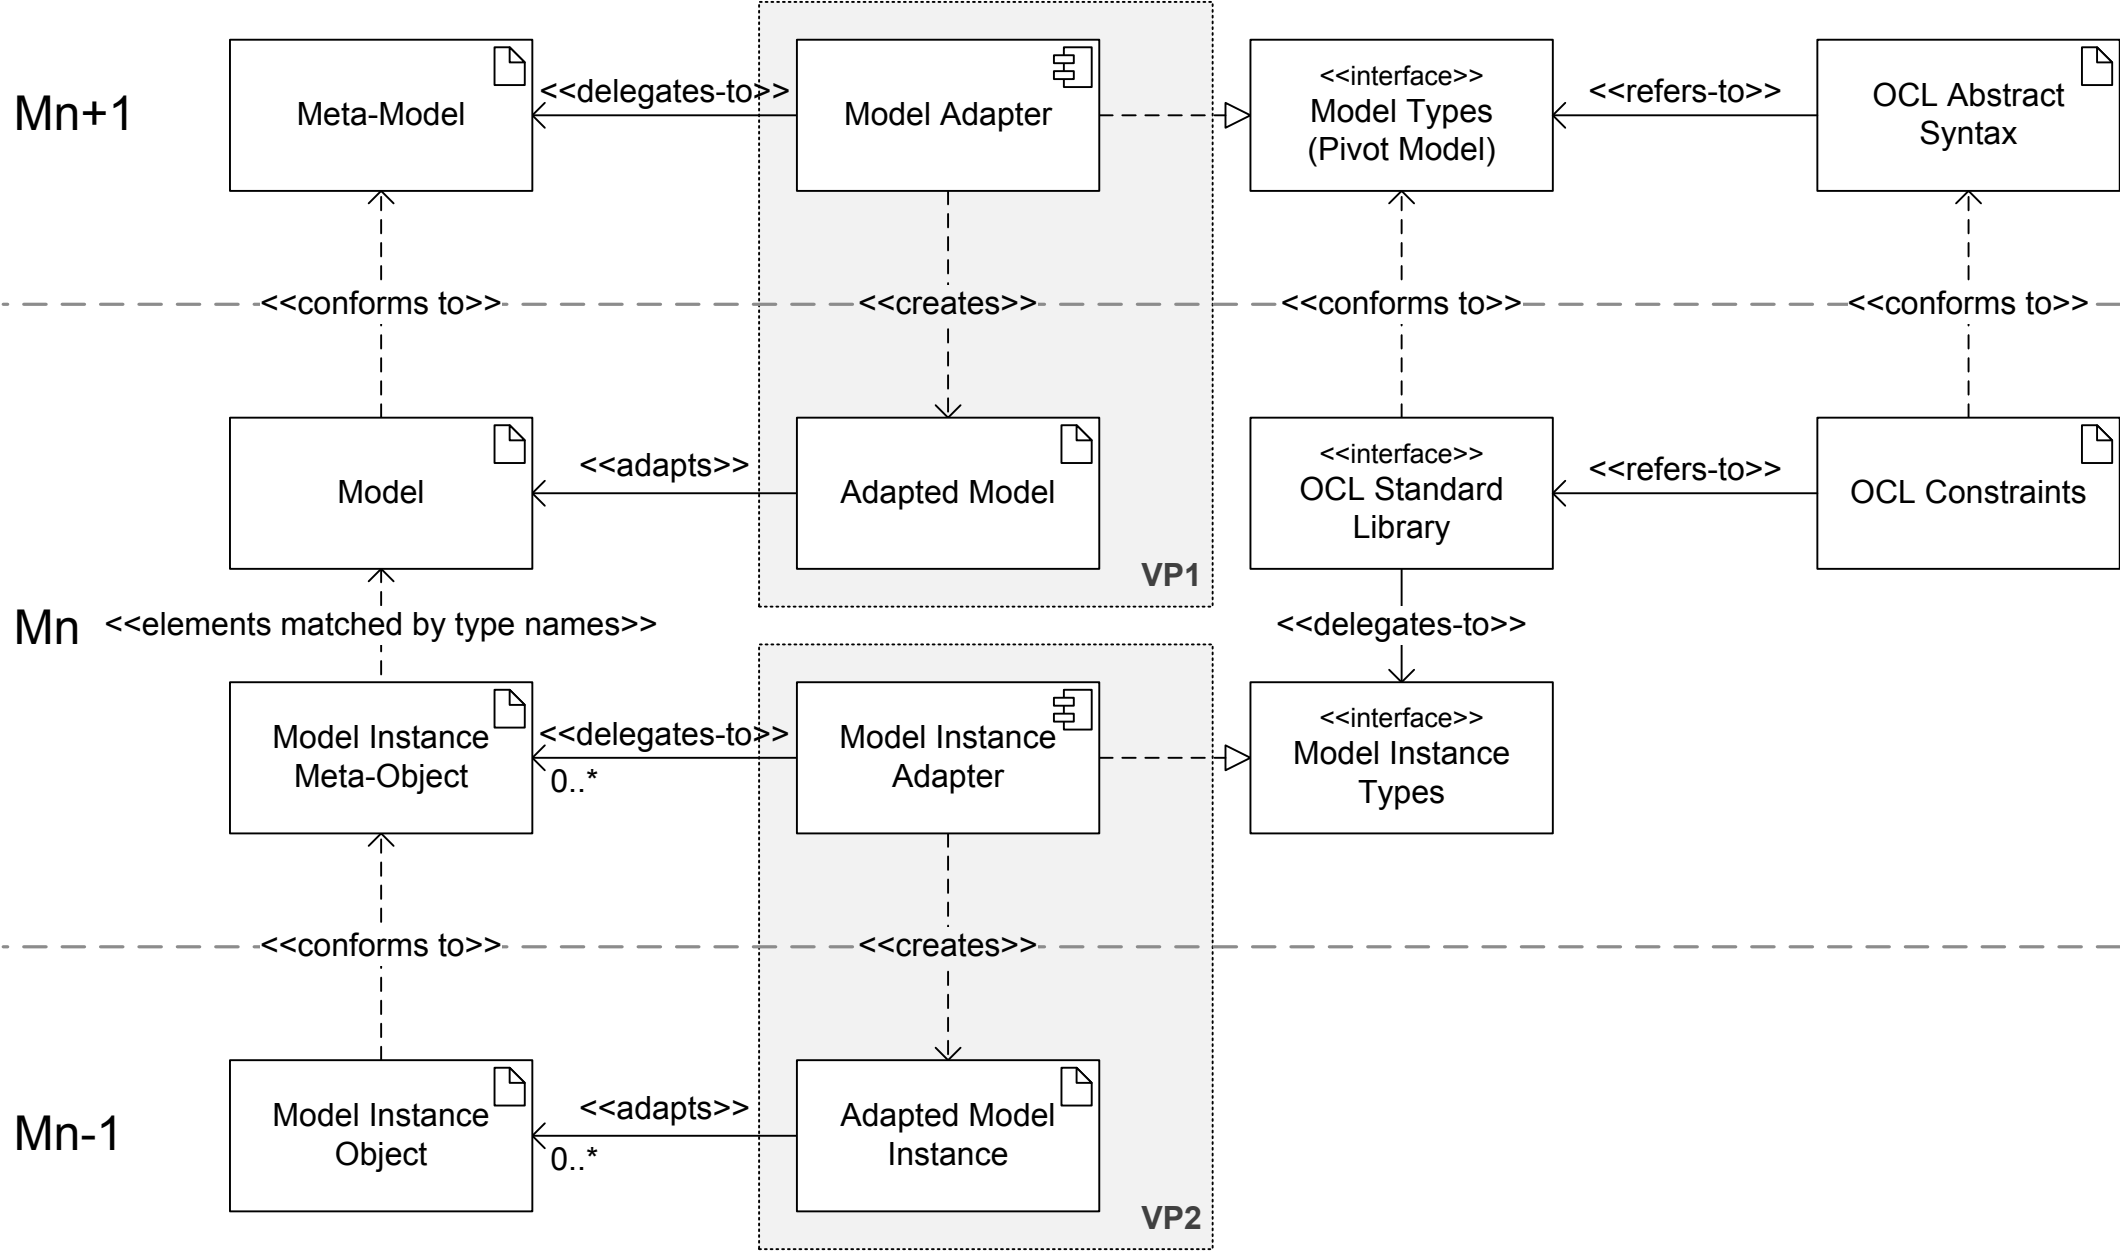 Mn+1
Meta-Model
<<delegates-to>>
Model Adapter
<<interface>>
Model Types
(Pivot Model)
<<refers-to>>
OCL Abstract
Syntax
<<conforms to>>
<<creates>>
<<conforms to>>
<<conforms to>>
Model
<<adapts>>
Adapted Model
VP1
<<interface>>
OCL Standard
Library
<<refers-to>>
OCL Constraints
Mn
<<elements matched by type names>>
<<delegates-to>>
Model Instance
Meta-Object
<<delegates-to>>
0..*
Model Instance
Adapter
<<interface>>
Model Instance
Types
<<conforms to>>
<<creates>>
Mn-1
Model Instance
Object
<<adapts>>
0..*
Adapted Model
Instance
VP2